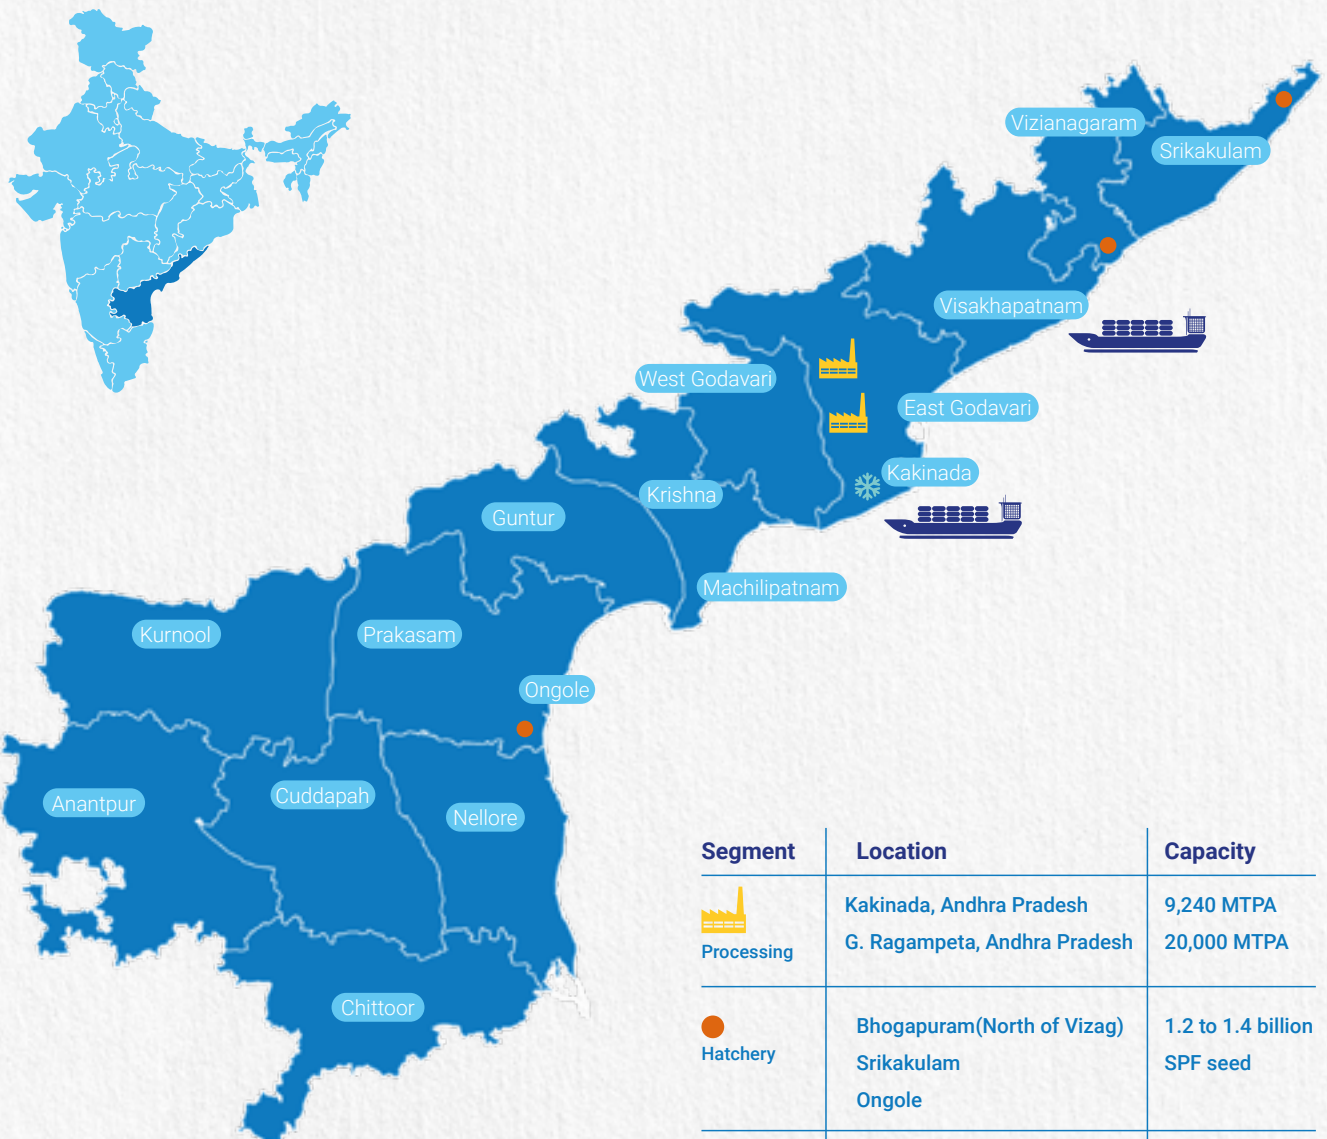 Vizianagaram
Srikakulam
Visakhapatnam
West Godavari
East Godavari
Kakinada
Krishna
Guntur
Machilipatnam
Kurnool
Prakasam
Ongole
Anantpur
Cuddapah
Nellore
Chittoor
Segment Location Capacity
Kakinada, Andhra Pradesh 9,240 MTPA
G. Ragampeta, Andhra Pradesh 20,000 MTPA
Processing
Bhogapuram(North of Vizag) 1.2 to 1.4 billion
Hatchery
Srikakulam SPF seed
Ongole